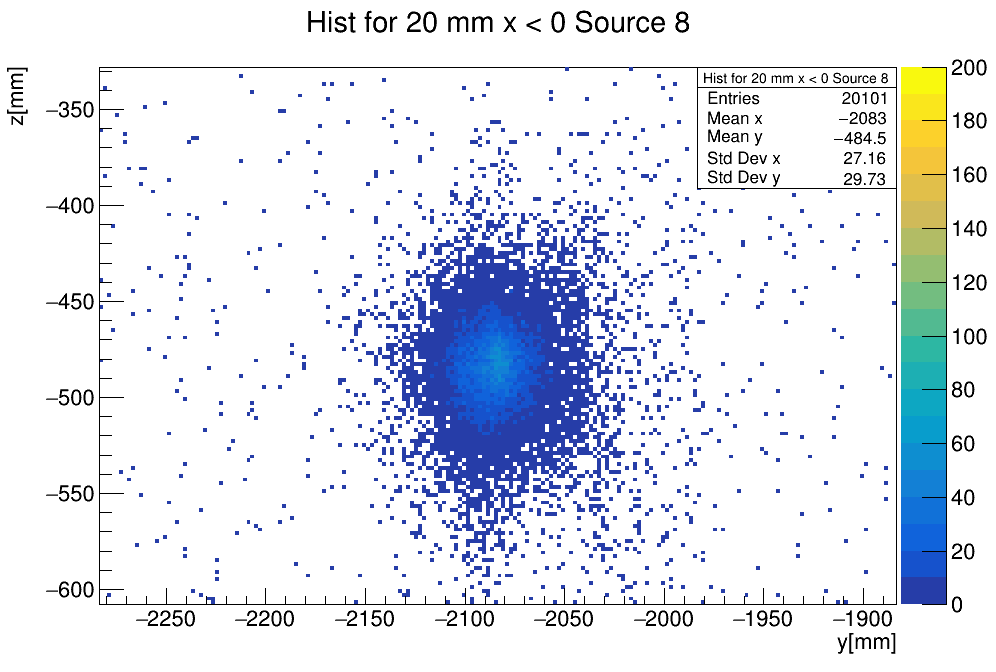 Hist for 20 mm x < 0 Source 8
z[mm]
Hist for 20 mm x < 0 Source 8
Entries 20101
Mean x −2083
Mean y −484.5
Std Dev x 27.16
Std Dev y 29.73
−350
−400
−450
−500
−550
−600
200
180
160
140
120
100
80
60
40
20
0
−2250 −2200 −2150 −2100 −2050 −2000 −1950 −1900
y[mm]